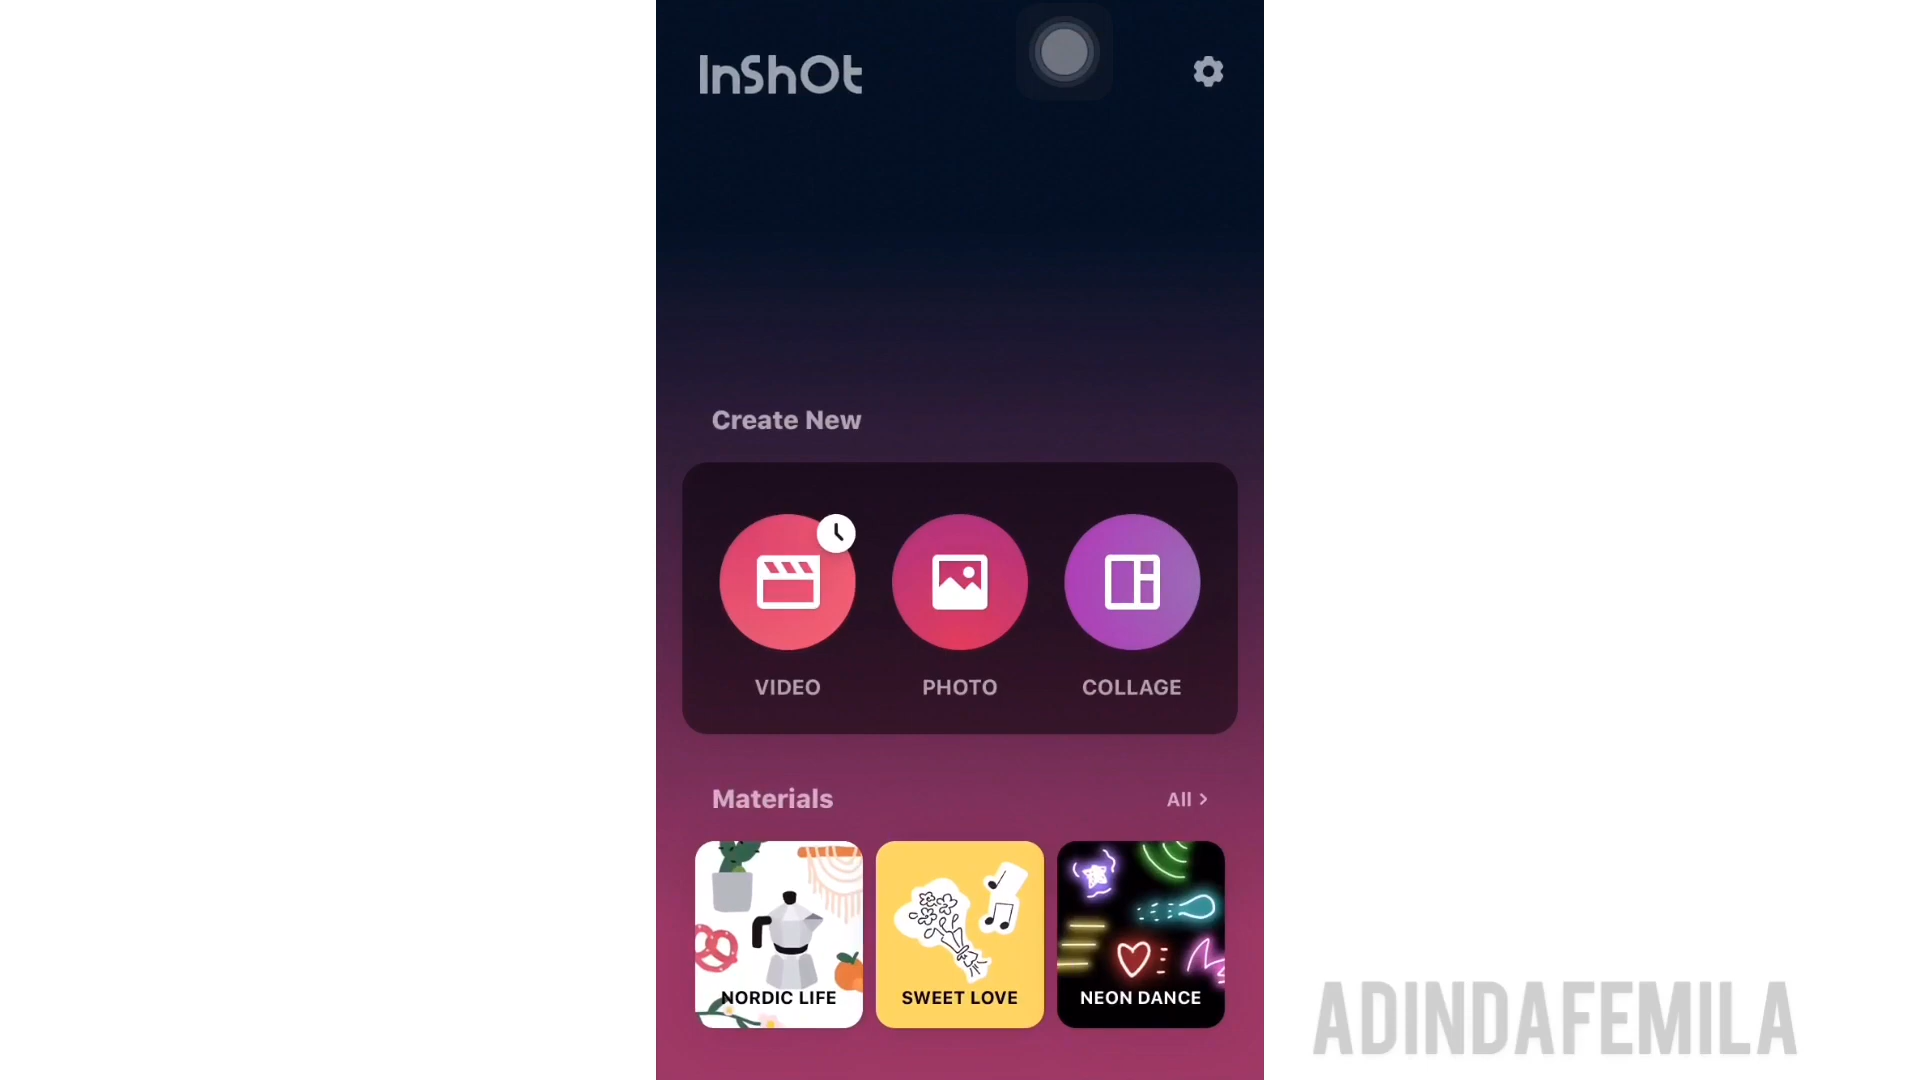 InShOt
Create New
VIDEO
PHOTO
COLLAGE
Materials
All >
NORDIC LIFE
SWEET LOVE
NEON DANCE
ADINDAFEMILA